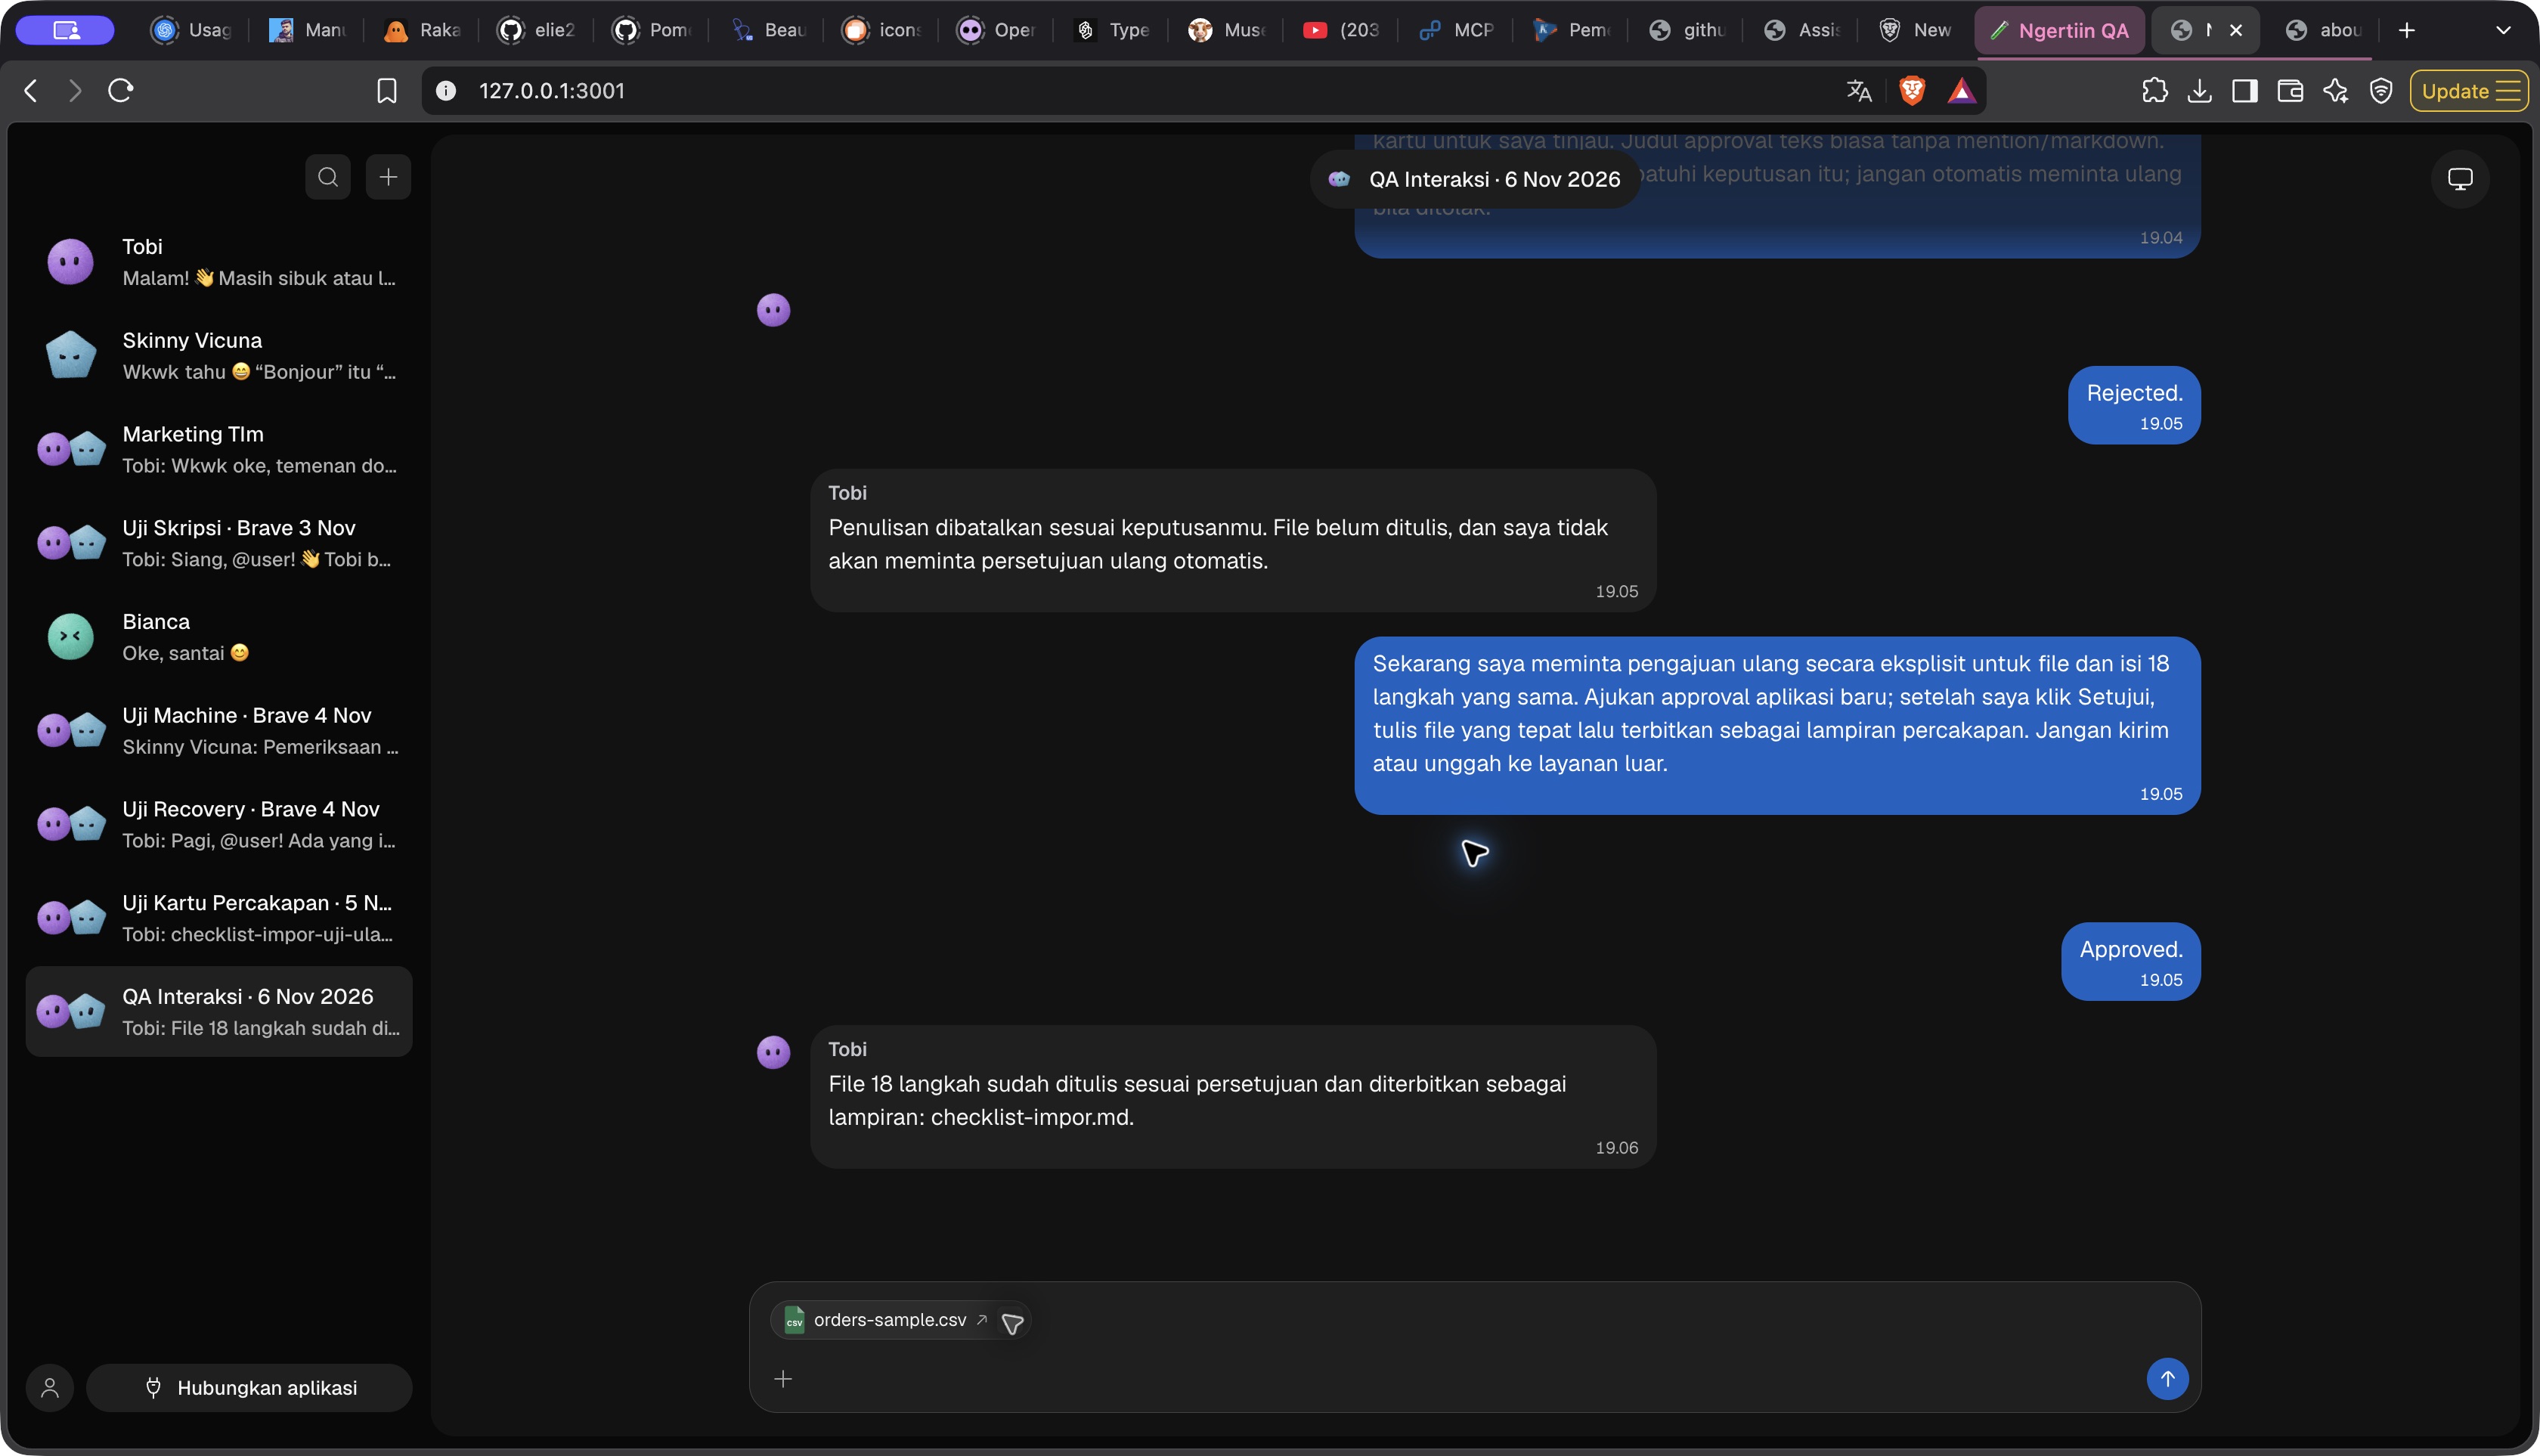 Usag
Manu
Raka
elie2
Pom
Beau
icons
Oper
Type
Muse
(203
MCP
Peme
githu
Assis
New
Ngertiin QA
abou
127.0.0.1:3001
Update
Tobi
Malam! 👋 Masih sibuk atau l...
Skinny Vicuna
Wkwk tahu 😄 “Bonjour” itu “...
Marketing TIm
Tobi: Wkwk oke, temenan do...
Uji Skripsi · Brave 3 Nov
Tobi: Siang, @user! 👋 Tobi b...
Bianca
Oke, santai 😊
Uji Machine · Brave 4 Nov
Skinny Vicuna: Pemeriksaan ...
Uji Recovery · Brave 4 Nov
Tobi: Pagi, @user! Ada yang i...
Uji Kartu Percakapan · 5 N...
Tobi: checklist-impor-uji-ula...
QA Interaksi · 6 Nov 2026
Tobi: File 18 langkah sudah di...
Hubungkan aplikasi
kartu untuk saya tinjau. Judul approval teks biasa tanpa mention/markdown.
QA Interaksi · 6 Nov 2026
patuhi keputusan itu; jangan otomatis meminta ulang
bila ditolak.
19.04
Rejected.
19.05
Tobi
Penulisan dibatalkan sesuai keputusanmu. File belum ditulis, dan saya tidak
akan meminta persetujuan ulang otomatis.
19.05
Sekarang saya meminta pengajuan ulang secara eksplisit untuk file dan isi 18
langkah yang sama. Ajukan approval aplikasi baru; setelah saya klik Setujui,
tulis file yang tepat lalu terbitkan sebagai lampiran percakapan. Jangan kirim
atau unggah ke layanan luar.
19.05
Approved.
19.05
Tobi
File 18 langkah sudah ditulis sesuai persetujuan dan diterbitkan sebagai
lampiran: checklist-impor.md.
19.06
CSV
orders-sample.csv